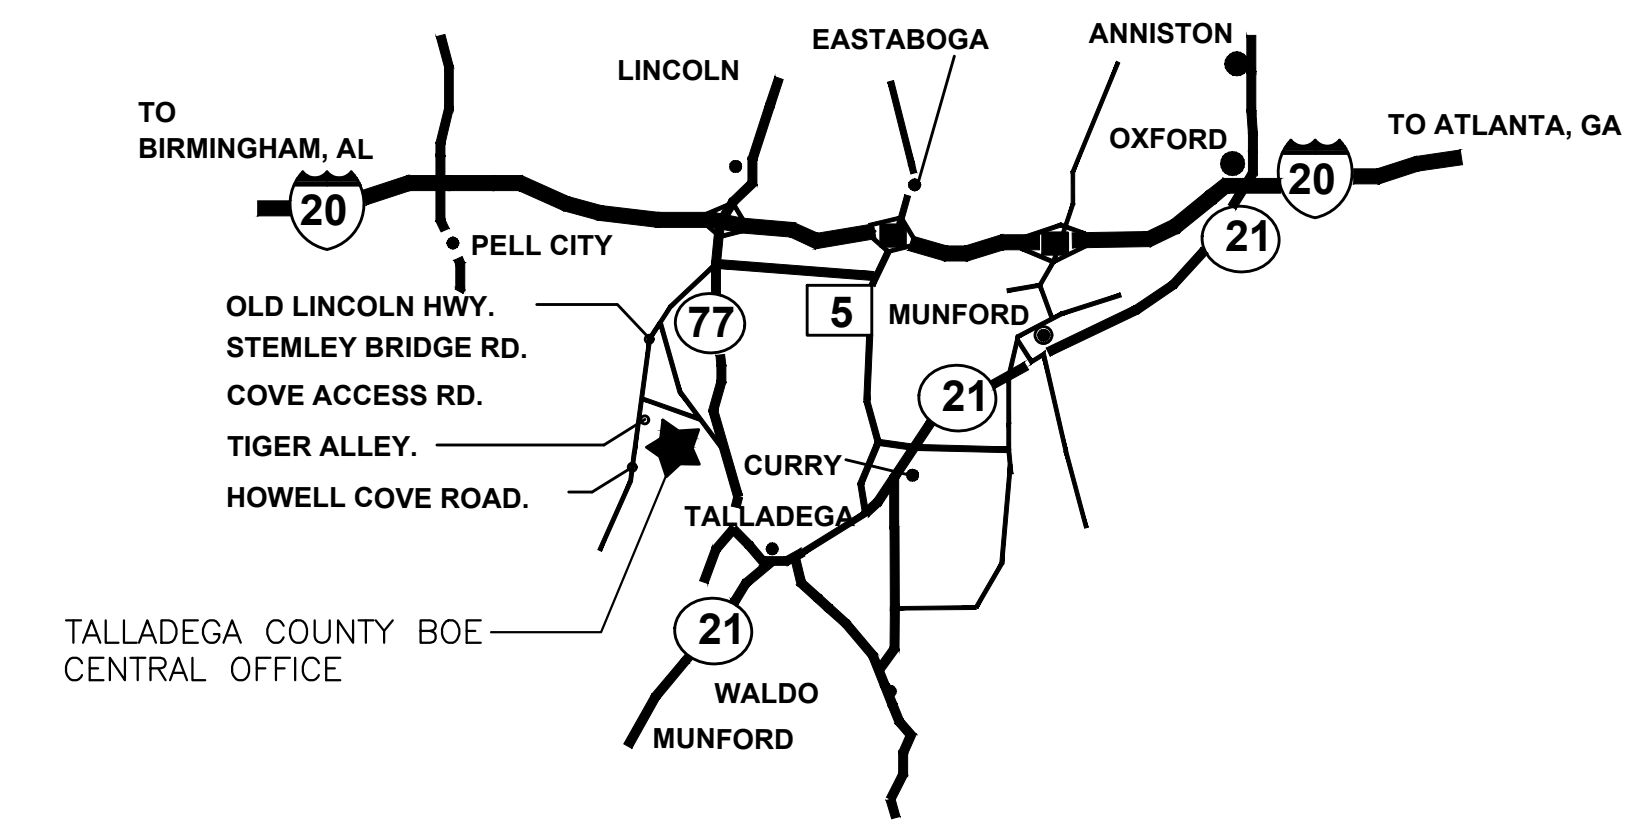 EASTABOGA
ANNISTON
LINCOLN
TO
BIRMINGHAM, AL
OXFORD
TO ATLANTA, GA
20
20
PELL CITY
21
OLD LINCOLN HWY.
77
5
MUNFORD
STEMLEY BRIDGE RD.
COVE ACCESS RD.
21
TIGER ALLEY.
CURRY
HOWELL COVE ROAD.
TALLADEGA
TALLADEGA COUNTY BOE
CENTRAL OFFICE
21
WALDO
MUNFORD